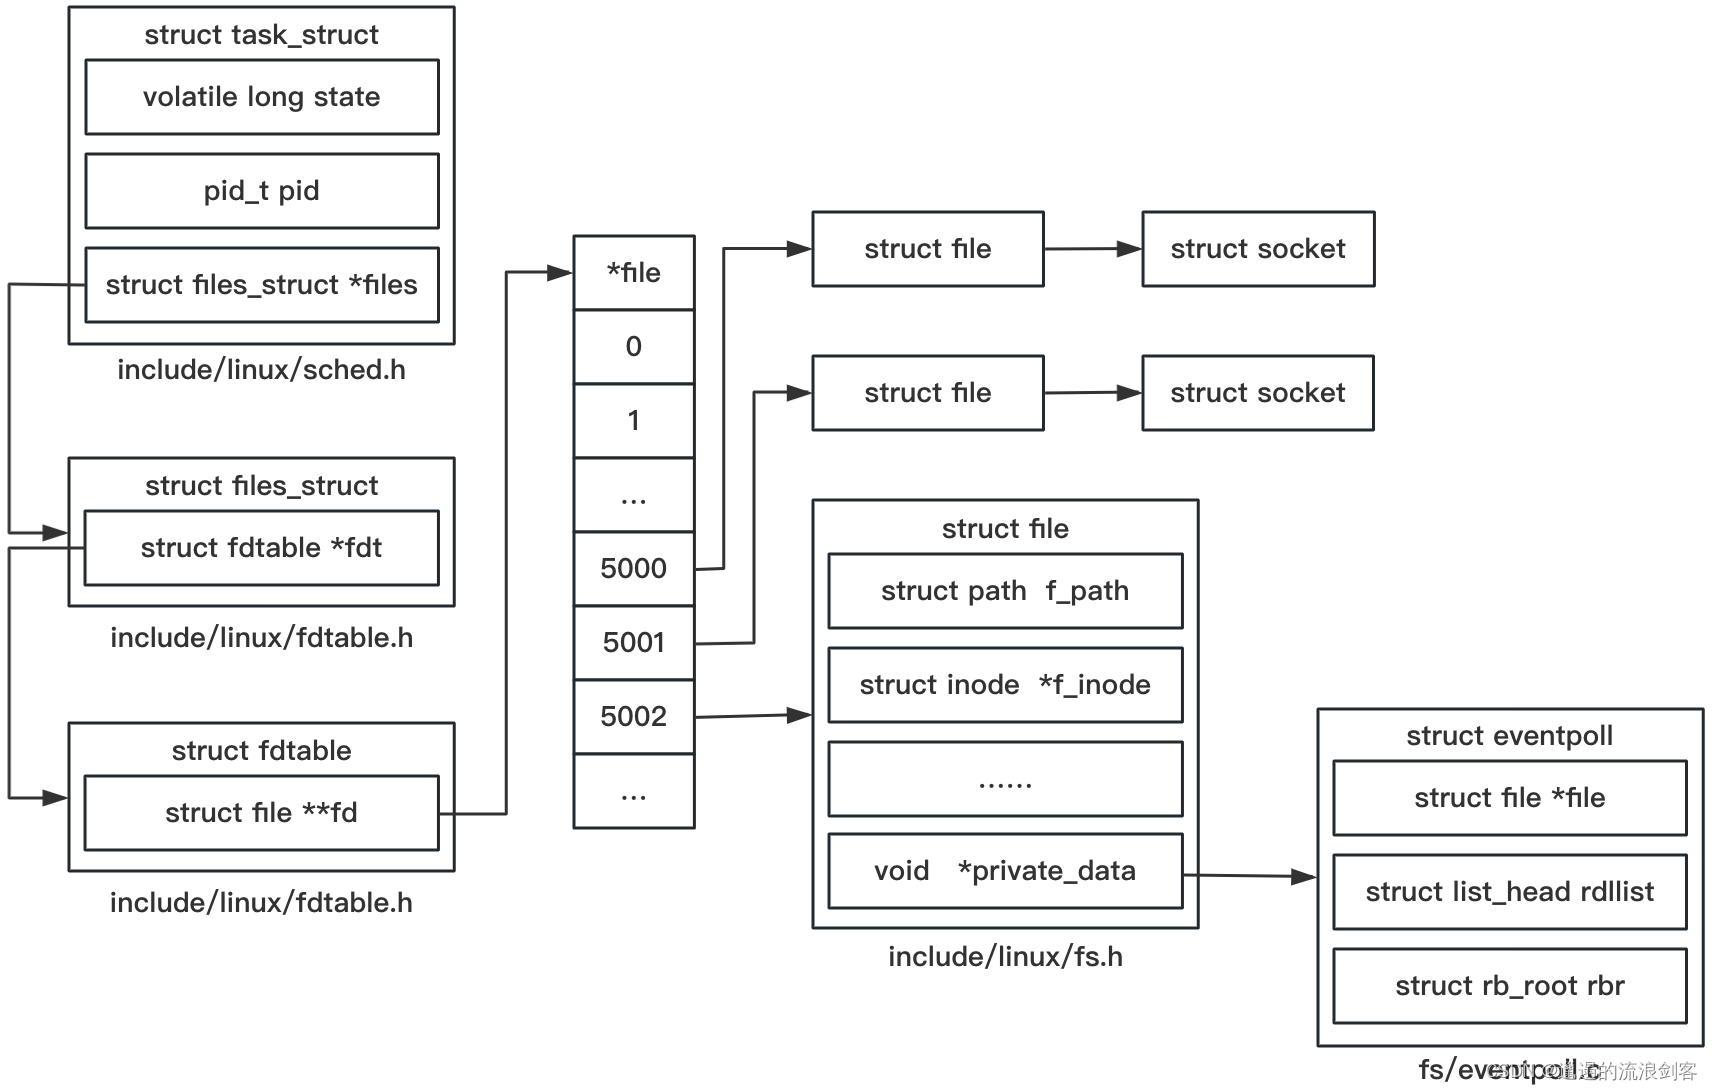 struct task_struct
volatile long state
pid_t pid
struct files_struct *files
include/linux/sched.h
struct files_struct
struct fdtable *fdt
include/linux/fdtable.h
struct fdtable
struct file **fd
include/linux/fdtable.h
*file
0
1
...
5000
5001
5002
...
struct file
struct socket
struct file
struct socket
struct file
struct path f_path
struct inode *f_inode
......
void *private_data
include/linux/fs.h
struct eventpoll
struct file *file
struct list_head rdllist
struct rb_root rbr
fs/eventpoll.c
CSDN @邋遢的流浪剑客